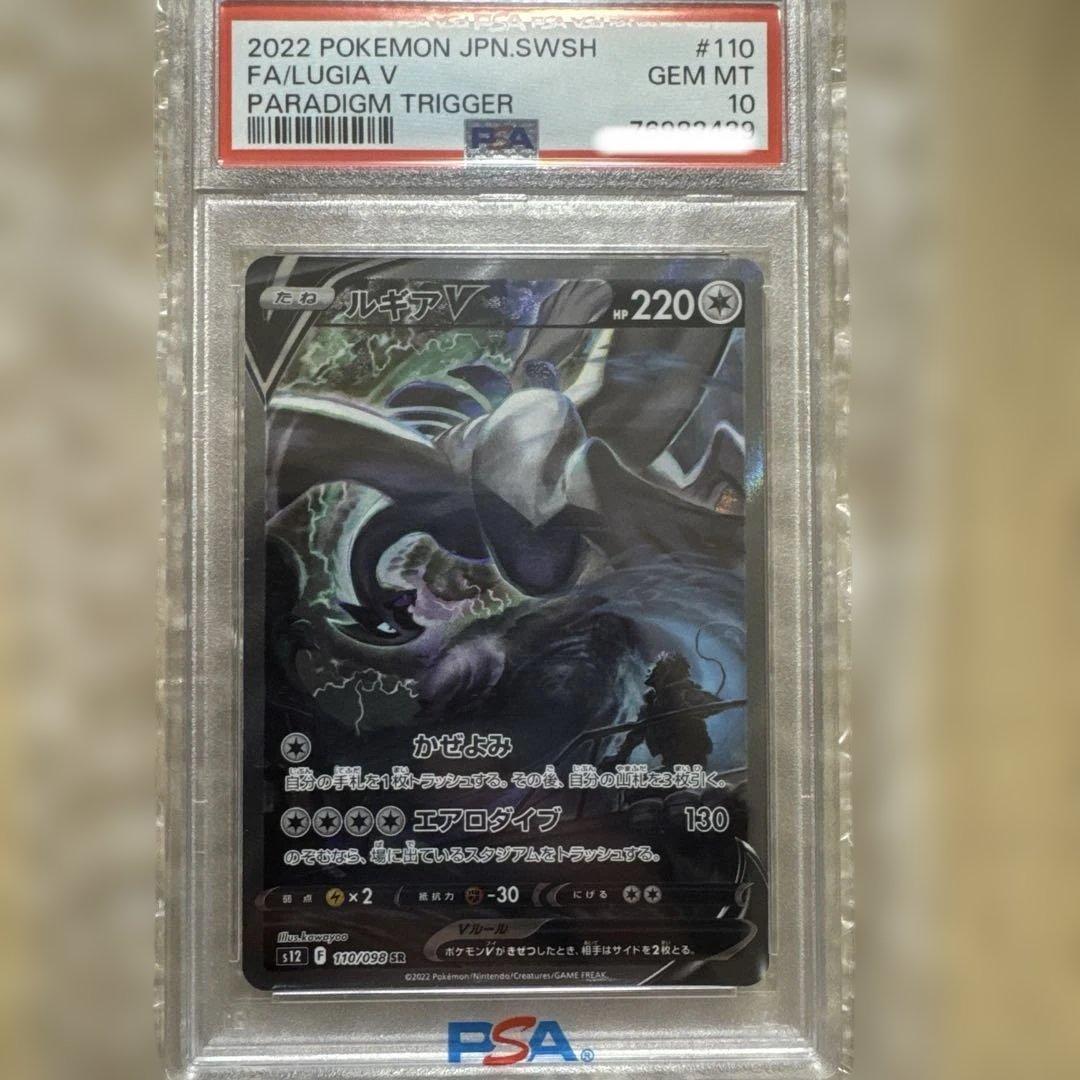 2022 POKEMON JPN.SWSH #110
FA/LUGIA V GEM MT
PARADIGM TRIGGER 10
PSA
たね ルギアV HP 220
かぜよみ
自分の手札を1枚トラッシュする。その後、自分の山札を3枚引く。
エアロダイブ 130
のぞむなら、場に出ているスタジアムをトラッシュする。
弱点 ×2 抵抗力 -30 にげる
Vルール
ポケモンVがきぜつしたとき、相手はサイドを2枚とる。
Illus.kawayoo
s12 F 110/098 SR
©2022 Pokémon/Nintendo/Creatures/GAME FREAK.
PSA®